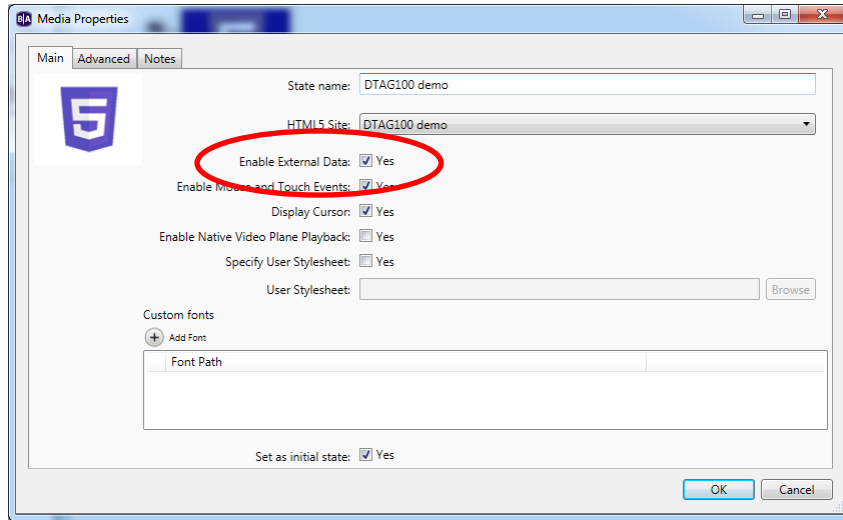 B|A Media Properties
Main Advanced Notes
State name: DTAG100 demo
HTML5 Site: DTAG100 demo
Enable External Data: Yes
Enable Mouse and Touch Events: Yes
Display Cursor: Yes
Enable Native Video Plane Playback: Yes
Specify User Stylesheet: Yes
User Stylesheet: Browse
Custom fonts
+ Add Font
Font Path
Set as initial state: Yes
OK Cancel